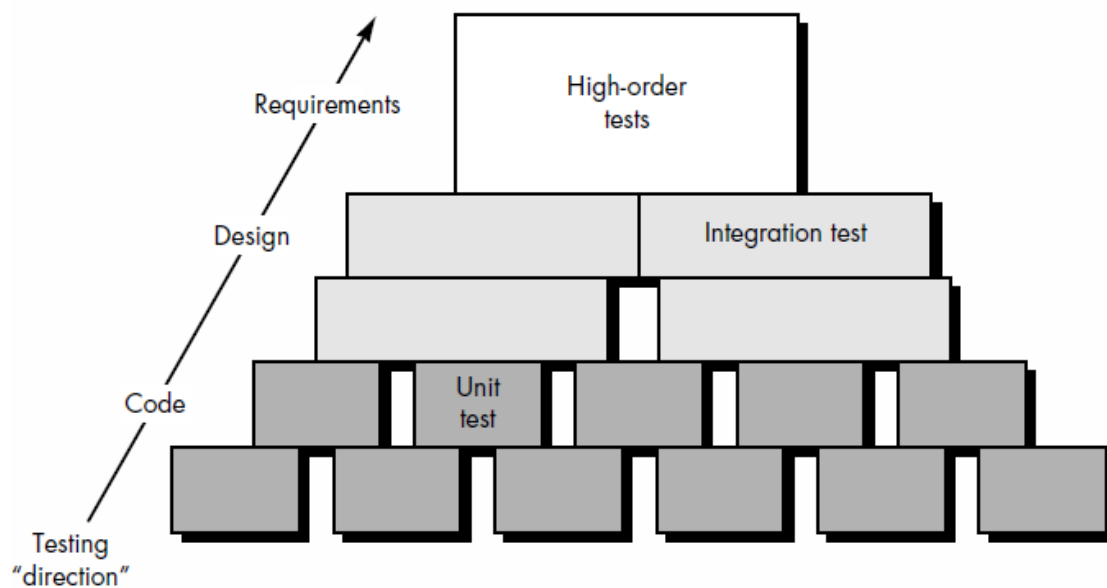 High-order
tests
Requirements
Integration test
Design
Unit
test
Code
Testing
“direction”